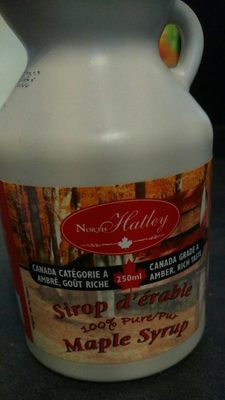 North Hatley
CANADA CATÉGORIE A
AMBRÉ, GOÛT RICHE
250ml
CANADA GRADE A
AMBER, RICH TASTE
Sirop d'érable
100% Pure/Pur
Maple Syrup